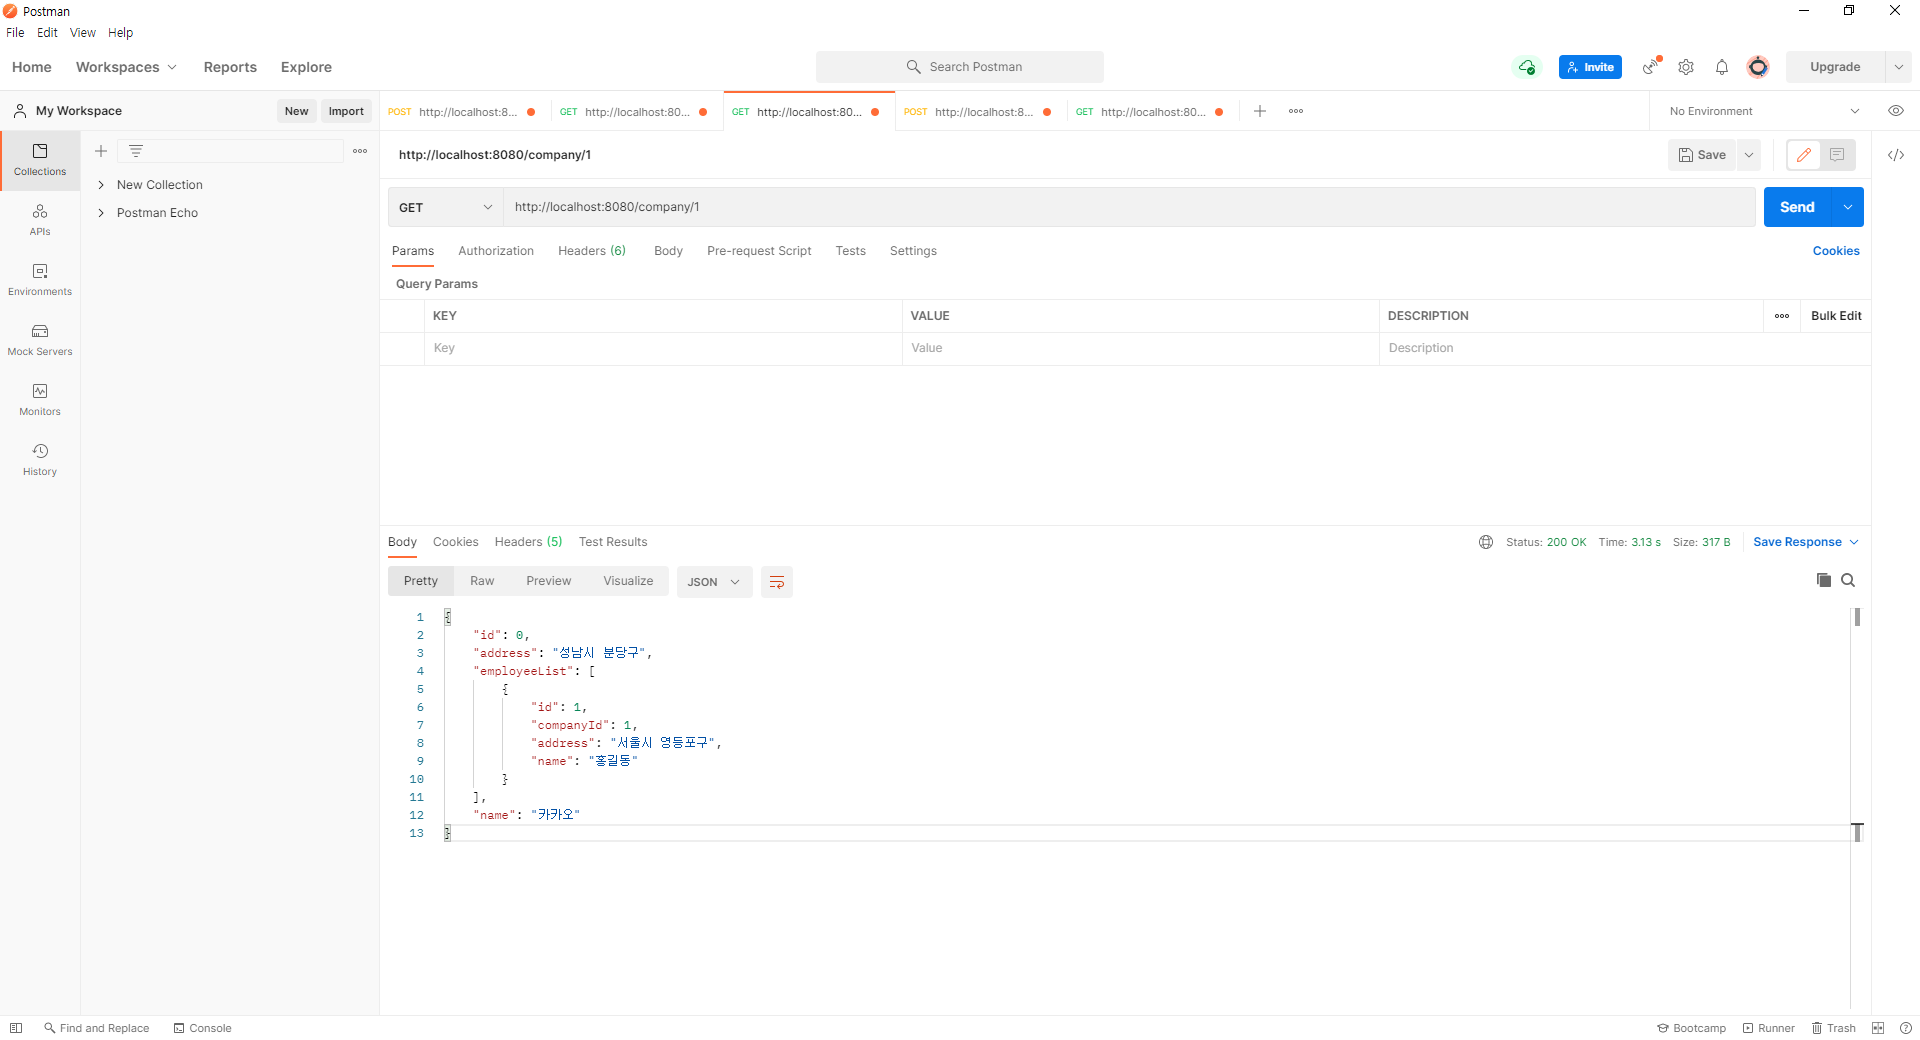 Postman
File Edit View Help
Home Workspaces Reports Explore Search Postman Invite Upgrade
My Workspace New Import POST http://localhost:8... GET http://localhost:80... GET http://localhost:80... POST http://localhost:8... GET http://localhost:80... No Environment
Collections
APIs
Environments
Mock Servers
Monitors
History
New Collection
Postman Echo
http://localhost:8080/company/1 Save
GET http://localhost:8080/company/1 Send
Params Authorization Headers (6) Body Pre-request Script Tests Settings Cookies
Query Params
KEY VALUE DESCRIPTION Bulk Edit
Key Value Description
Body Cookies Headers (5) Test Results Status: 200 OK Time: 3.13 s Size: 317 B Save Response
Pretty Raw Preview Visualize JSON
1 {
2 "id": 0,
3 "address": "성남시 분당구",
4 "employeeList": [
5 {
6 "id": 1,
7 "companyId": 1,
8 "address": "서울시 영등포구",
9 "name": "홍길동"
10 }
11 ],
12 "name": "카카오"
13 }
Find and Replace Console Bootcamp Runner Trash